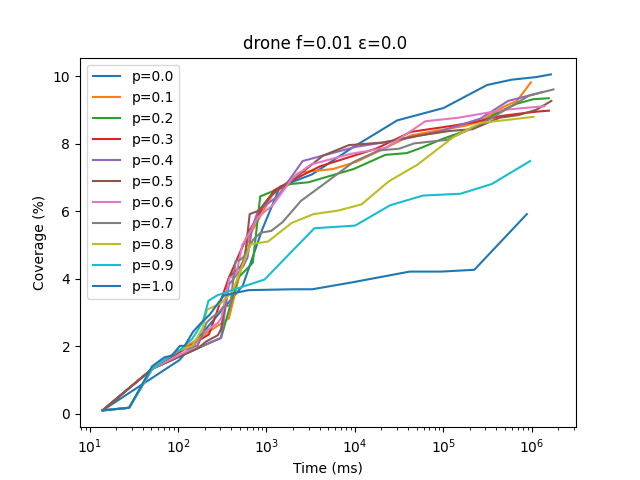 drone f=0.01 ε=0.0
Coverage (%)
10
8
6
4
2
0
p=0.0
p=0.1
p=0.2
p=0.3
p=0.4
p=0.5
p=0.6
p=0.7
p=0.8
p=0.9
p=1.0
10¹ 10² 10³ 10⁴ 10⁵ 10⁶
Time (ms)